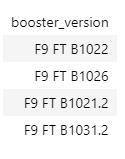 booster_version
F9 FT B1022
F9 FT B1026
F9 FT B1021.2
F9 FT B1031.2